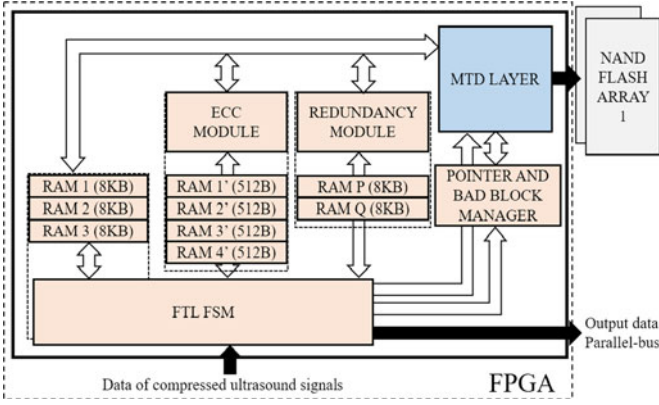 ECC
MODULE
REDUNDANCY
MODULE
MTD LAYER
NAND
FLASH
ARRAY
1
RAM 1 (8KB)
RAM 2 (8KB)
RAM 3 (8KB)
RAM 1' (512B)
RAM 2' (512B)
RAM 3' (512B)
RAM 4' (512B)
RAM P (8KB)
RAM Q (8KB)
POINTER AND
BAD BLOCK
MANAGER
FTL FSM
Output data
Parallel-bus
Data of compressed ultrasound signals
FPGA